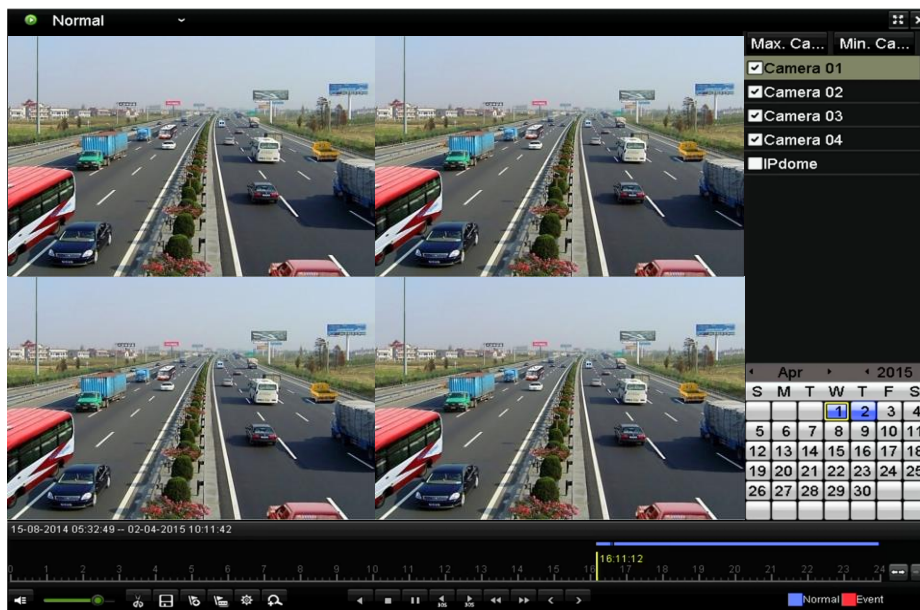 Normal
Max. Ca... Min. Ca...
Camera 01
Camera 02
Camera 03
Camera 04
IPdome
Apr 2015
S M T W T F S
1 2 3 4
5 6 7 8 9 10 11
12 13 14 15 16 17 18
19 20 21 22 23 24 25
26 27 28 29 30
15-08-2014 05:32:49 -- 02-04-2015 10:11:42
16:11:12
0 1 2 3 4 5 6 7 8 9 10 11 12 13 14 15 16 17 18 19 20 21 22 23 24
30S 30S
Normal Event